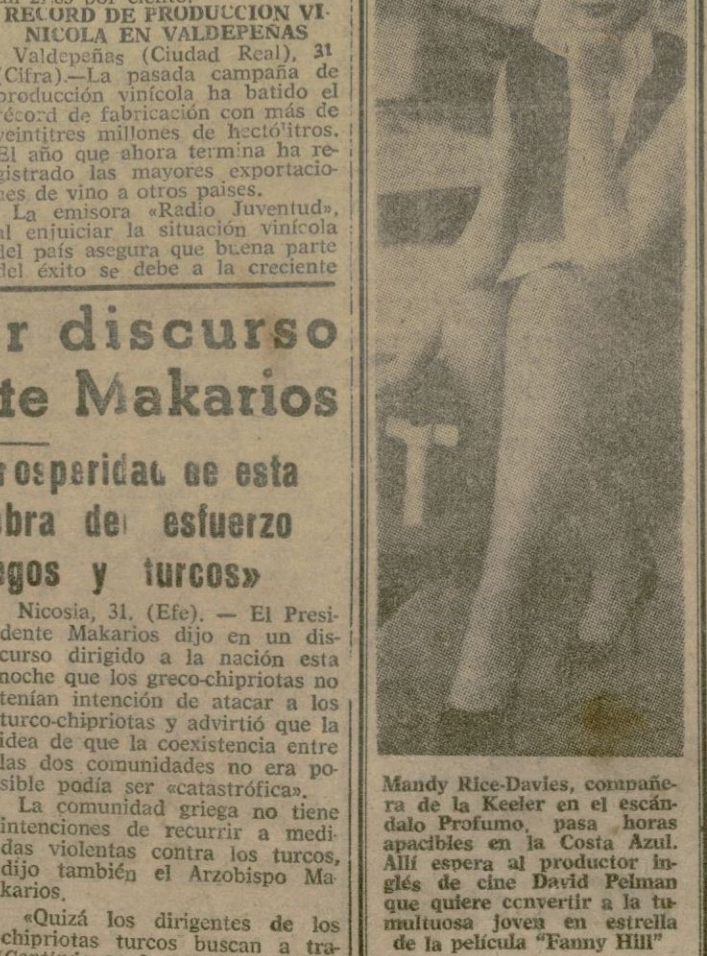 RECORD DE PRODUCCION VI-
NICOLA EN VALDEPEÑAS
Valdepeñas (Ciudad Real), 31
(Cifra).—La pasada campaña de
producción vinícola ha batido el
récord de fabricación con más de
veintitres millones de hectólitros.
El año que ahora termina ha re-
gistrado las mayores exportacio-
nes de vino a otros paises.
La emisora «Radio Juventud»,
al enjuiciar la situación vinícola
del país asegura que buena parte
del éxito se debe a la creciente
r discurso
te Makarios
rosperidad de esta
obra del esfuerzo
egos y turcos»
Nicosia, 31. (Efe). — El Presi-
dente Makarios dijo en un dis-
curso dirigido a la nación esta
noche que los greco-chipriotas no
tenían intención de atacar a los
turco-chipriotas y advirtió que la
idea de que la coexistencia entre
las dos comunidades no era po-
sible podía ser «catastrófica».
La comunidad griega no tiene
intenciones de recurrir a medi-
das violentas contra los turcos,
dijo también el Arzobispo Ma-
karios.
«Quizá los dirigentes de los
chipriotas turcos buscan a tra-
Mandy Rice-Davies, compañe-
ra de la Keeler en el escán-
dalo Profumo, pasa horas
apacibles en la Costa Azul.
Allí espera al productor in-
glés de cine David Pelman
que quiere convertir a la tu-
multuosa joven en estrella
de la película "Fanny Hill"